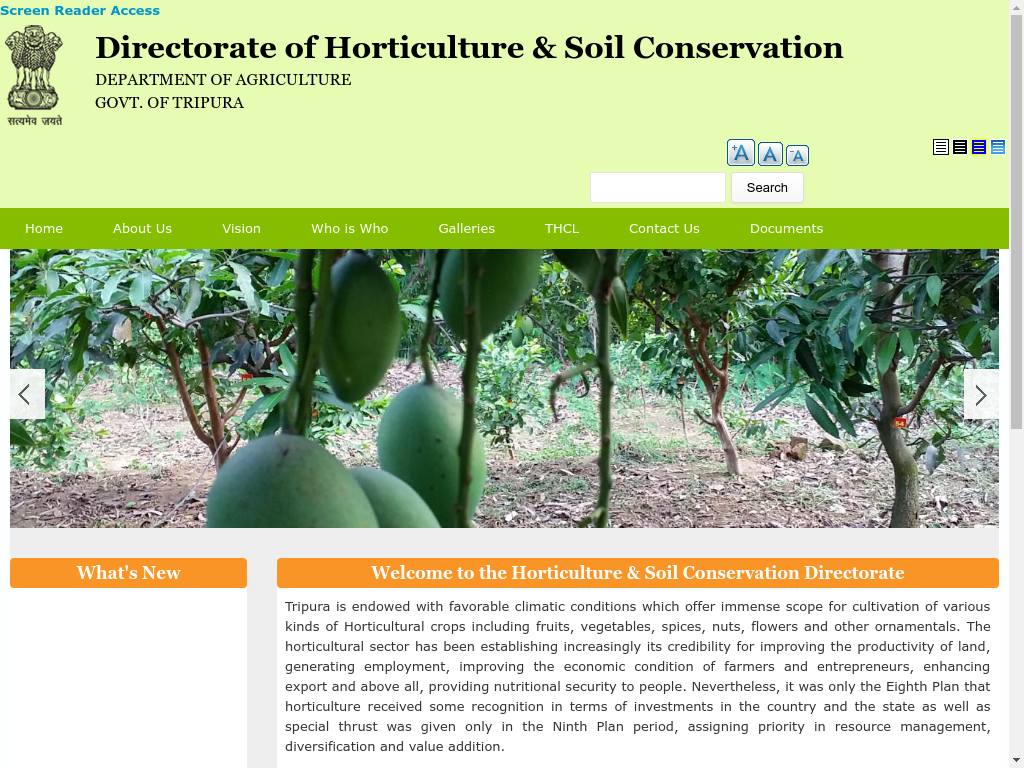 Screen Reader Access
Directorate of Horticulture & Soil Conservation
DEPARTMENT OF AGRICULTURE
GOVT. OF TRIPURA
सत्यमेव जयते
+A A -A
Search
Home About Us Vision Who is Who Galleries THCL Contact Us Documents
54
What's New
Welcome to the Horticulture & Soil Conservation Directorate
Tripura is endowed with favorable climatic conditions which offer immense scope for cultivation of various
kinds of Horticultural crops including fruits, vegetables, spices, nuts, flowers and other ornamentals. The
horticultural sector has been establishing increasingly its credibility for improving the productivity of land,
generating employment, improving the economic condition of farmers and entrepreneurs, enhancing
export and above all, providing nutritional security to people. Nevertheless, it was only the Eighth Plan that
horticulture received some recognition in terms of investments in the country and the state as well as
special thrust was given only in the Ninth Plan period, assigning priority in resource management,
diversification and value addition.